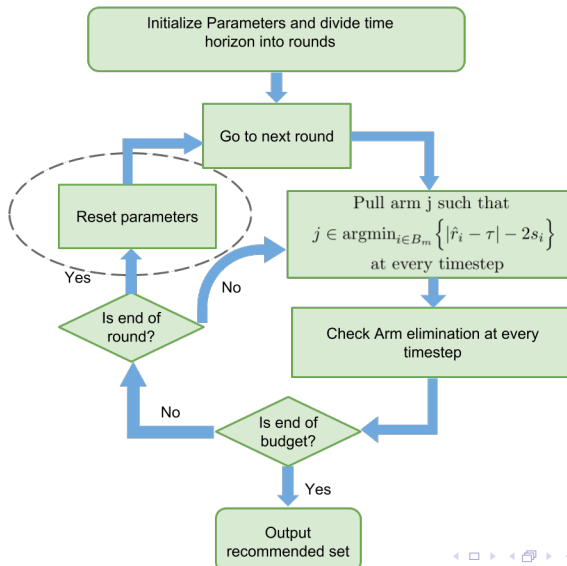 Initialize Parameters and divide time
horizon into rounds
Go to next round
Reset parameters
Pull arm j such that
j ∈ argmin_{i∈B_m} {|r̂_i − τ| − 2s_i}
at every timestep
Yes
No
Is end of
round?
Check Arm elimination at every
timestep
No
Is end of
budget?
Yes
Output
recommended set